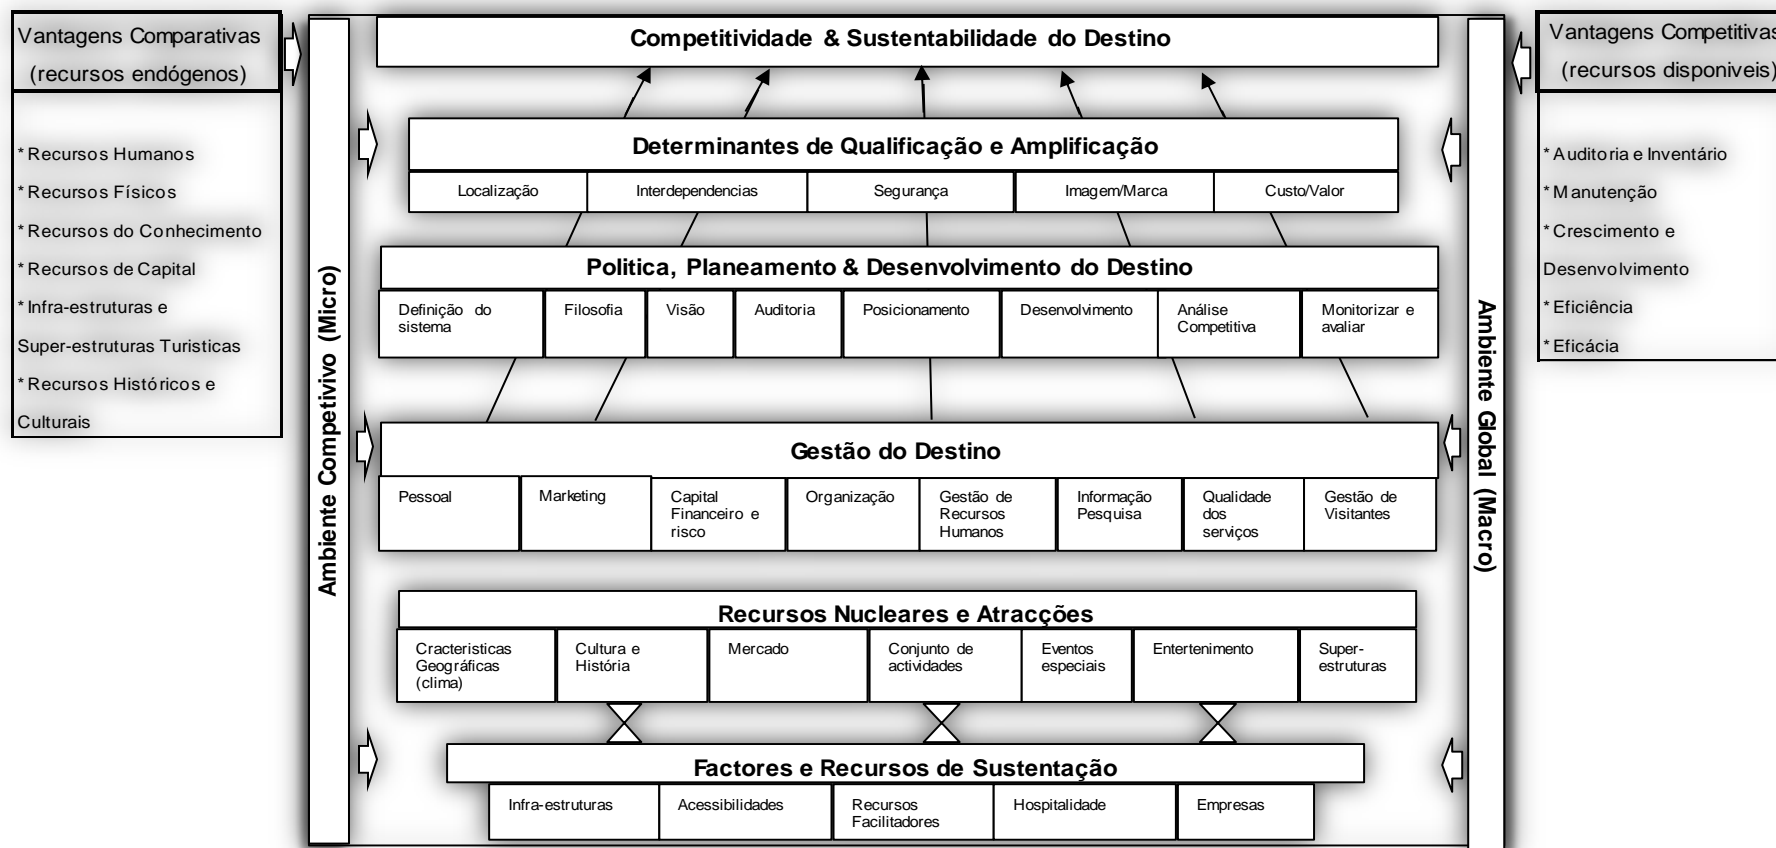 Vantagens Comparativas
(recursos endógenos)
* Recursos Humanos
* Recursos Físicos
* Recursos do Conhecimento
* Recursos de Capital
* Infra-estruturas e
Super-estruturas Turisticas
* Recursos Históricos e
Culturais
Ambiente Competivivo (Micro)
Competitividade & Sustentabilidade do Destino
Determinantes de Qualificação e Amplificação
Localização
Interdependencias
Segurança
Imagem/Marca
Custo/Valor
Politica, Planeamento & Desenvolvimento do Destino
Definição do
sistema
Filosofia
Visão
Auditoria
Posicionamento
Desenvolvimento
Análise
Competitiva
Monitorizar e
avaliar
Gestão do Destino
Pessoal
Marketing
Capital
Financeiro e
risco
Organização
Gestão de
Recursos
Humanos
Informação
Pesquisa
Qualidade
dos
serviços
Gestão de
Visitantes
Recursos Nucleares e Atracções
Cracteristicas
Geográficas
(clima)
Cultura e
História
Mercado
Conjunto de
actividades
Eventos
especiais
Entertenimento
Super-
estruturas
Factores e Recursos de Sustentação
Infra-estruturas
Acessibilidades
Recursos
Facilitadores
Hospitalidade
Empresas
Ambiente Global (Macro)
Vantagens Competitivas
(recursos disponiveis)
* Auditoria e Inventário
* Manutenção
* Crescimento e
Desenvolvimento
* Eficiência
* Eficácia